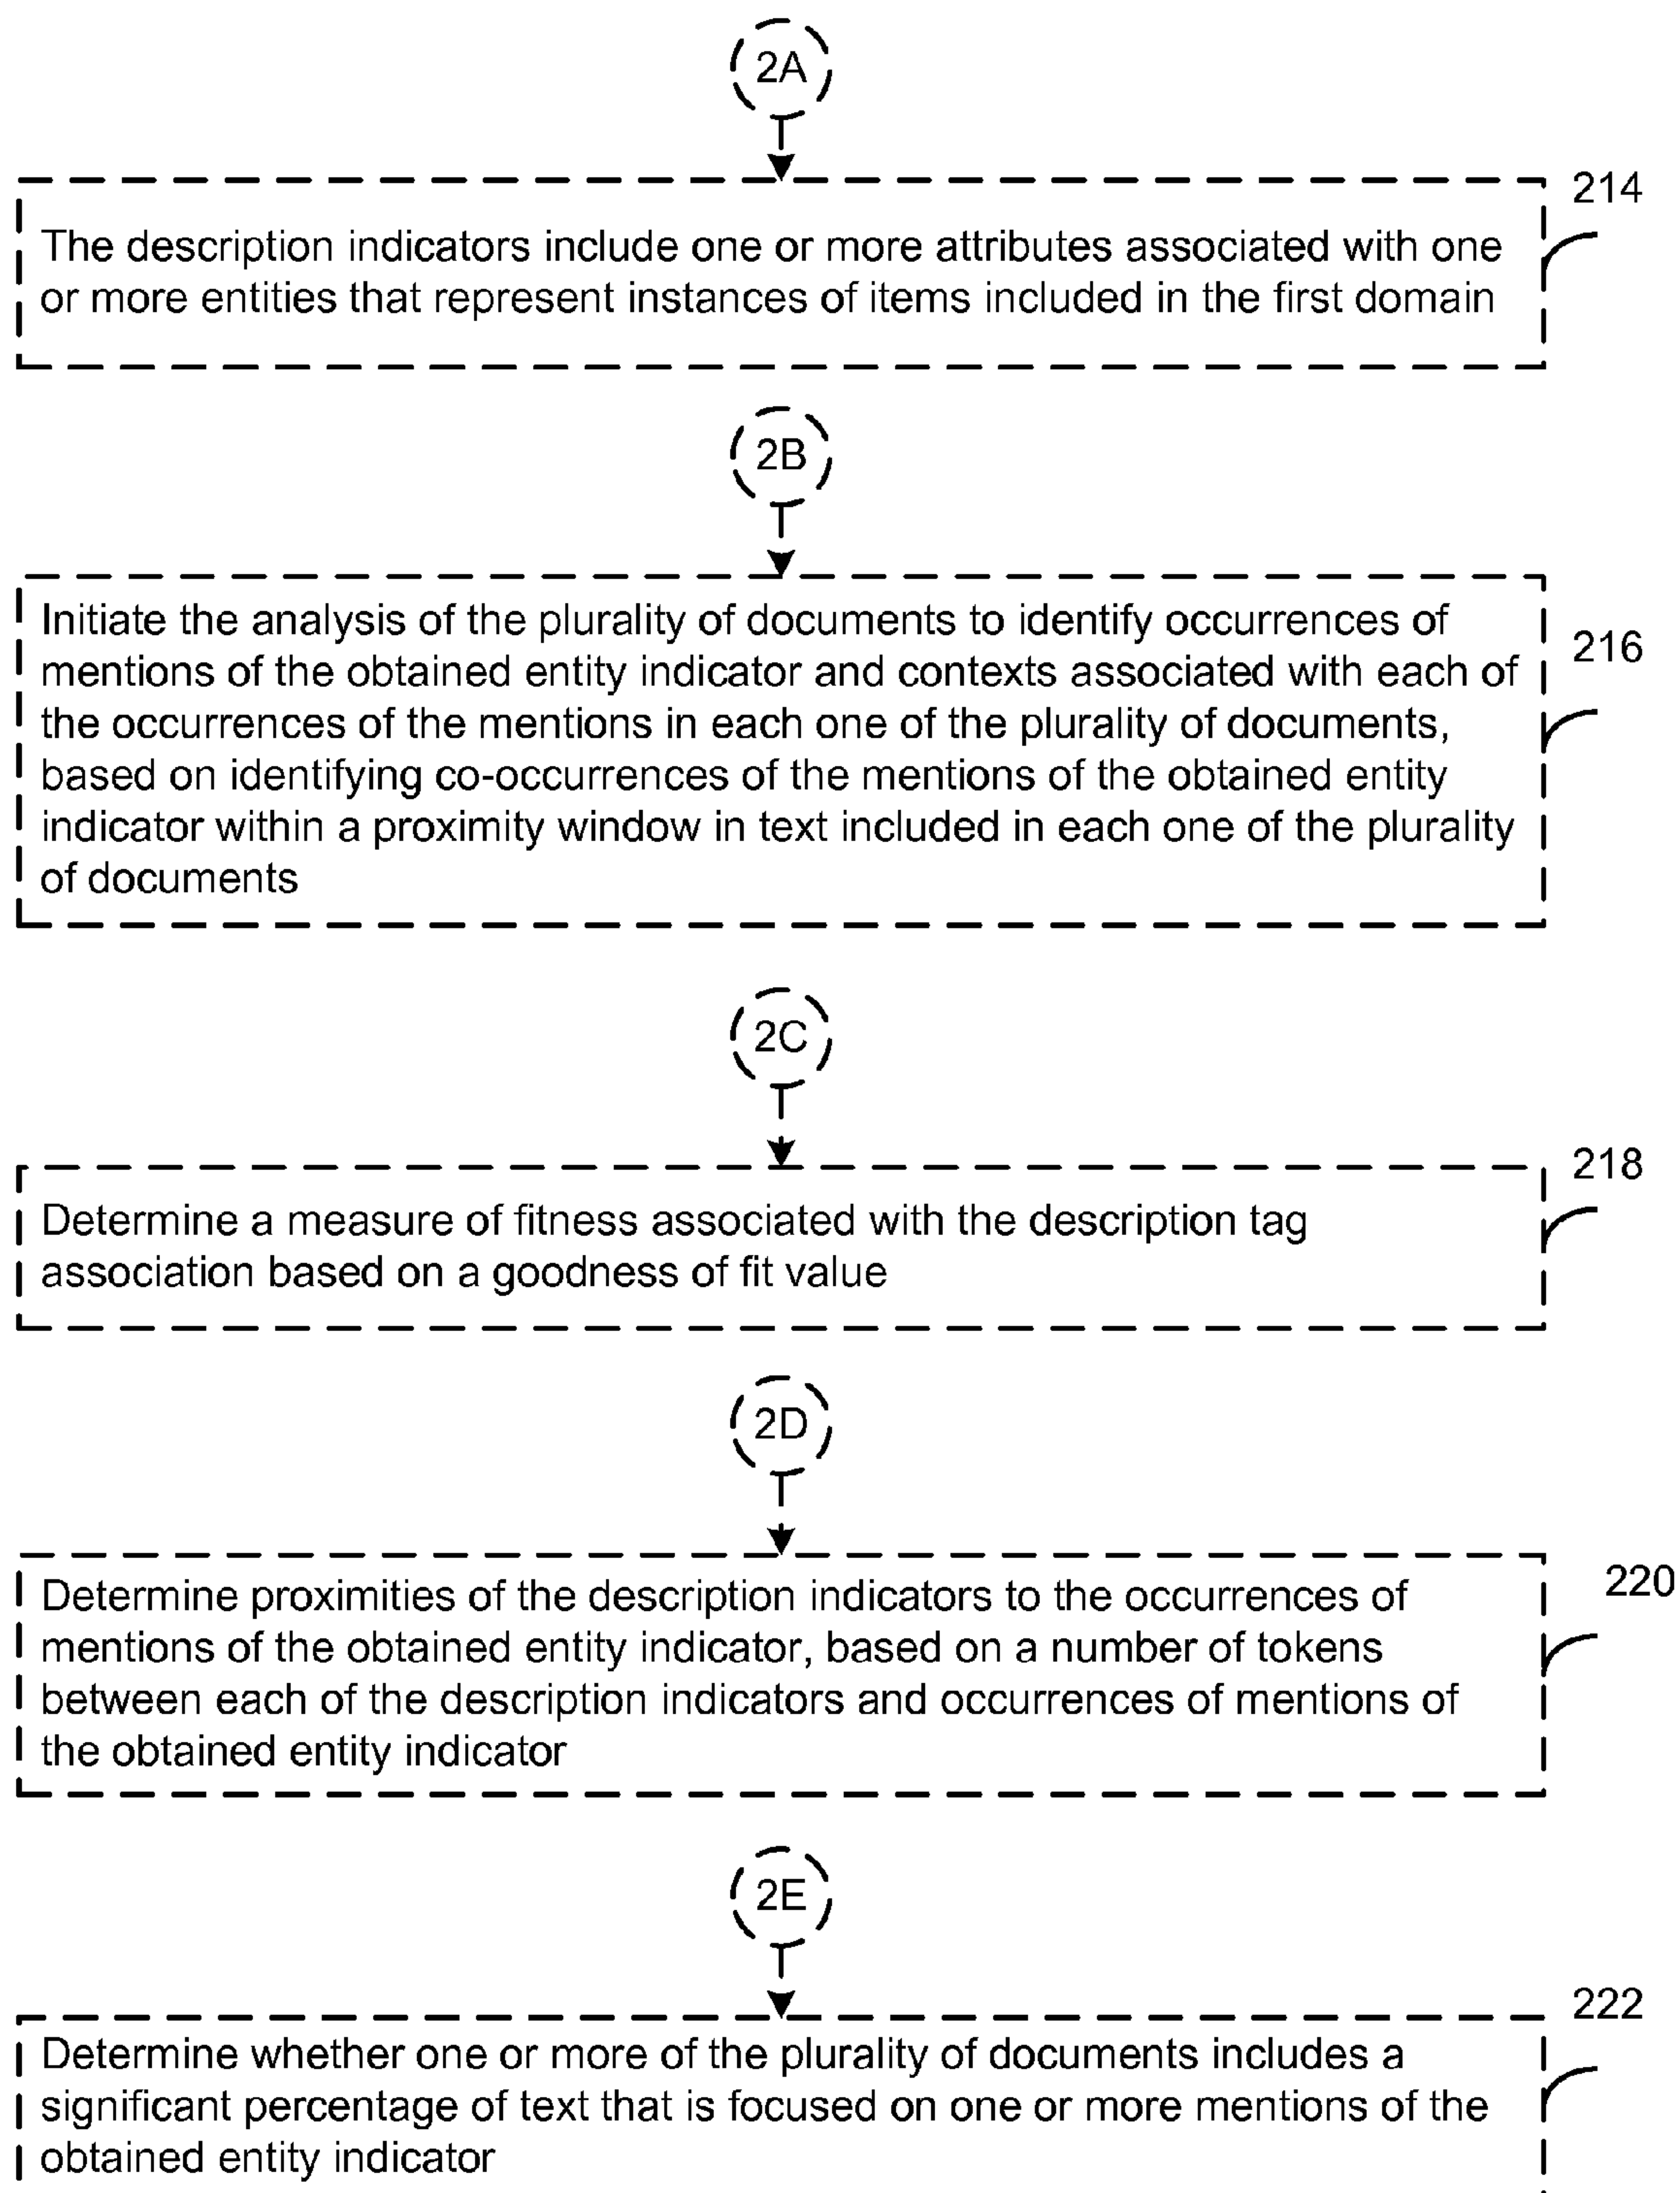 2A
214
The description indicators include one or more attributes associated with one
or more entities that represent instances of items included in the first domain
2B
Initiate the analysis of the plurality of documents to identify occurrences of
216
mentions of the obtained entity indicator and contexts associated with each of
the occurrences of the mentions in each one of the plurality of documents,
based on identifying co-occurrences of the mentions of the obtained entity
indicator within a proximity window in text included in each one of the plurality
of documents
2C
218
Determine a measure of fitness associated with the description tag
association based on a goodness of fit value
2D
220
Determine proximities of the description indicators to the occurrences of
mentions of the obtained entity indicator, based on a number of tokens
between each of the description indicators and occurrences of mentions of
the obtained entity indicator
2E
222
Determine whether one or more of the plurality of documents includes a
significant percentage of text that is focused on one or more mentions of the
obtained entity indicator